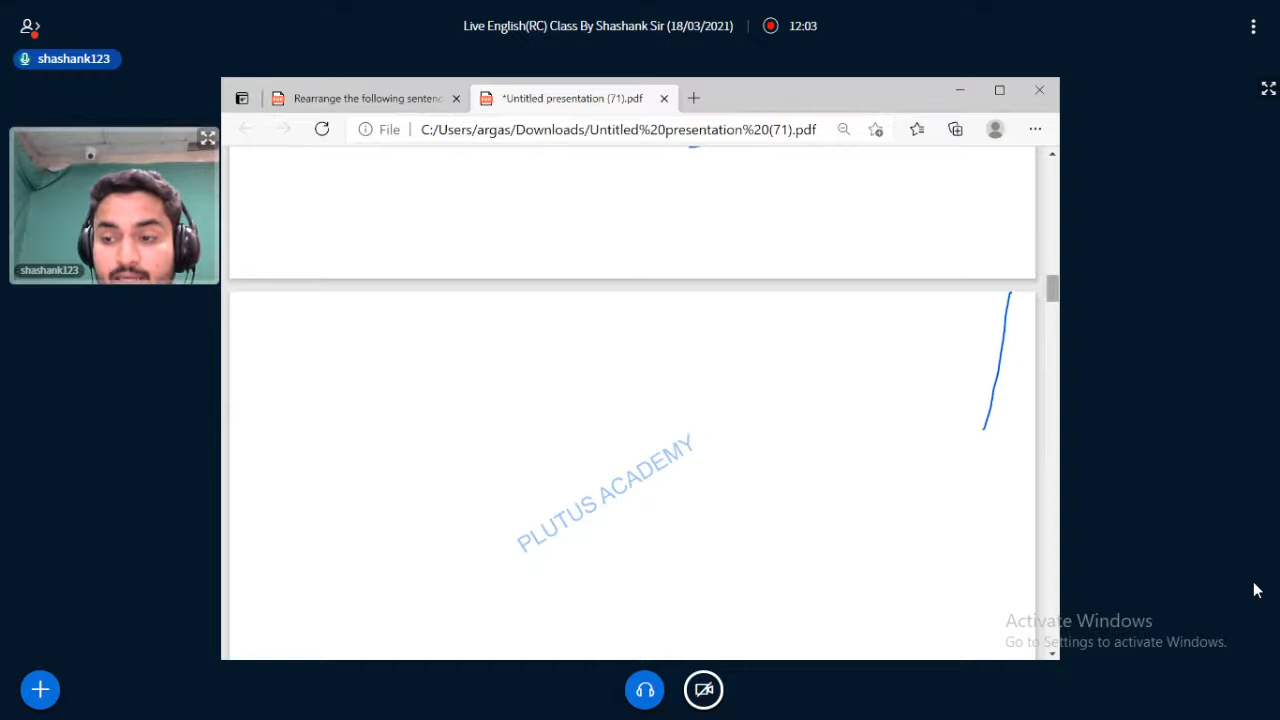 Live English(RC) Class By Shashank Sir (18/03/2021)
12:03
shashank123
Rearrange the following sentenc
*Untitled presentation (71).pdf
File
C:/Users/argas/Downloads/Untitled%20presentation%20(71).pdf
shashank123
PLUTUS ACADEMY
Activate Windows
Go to Settings to activate Windows.